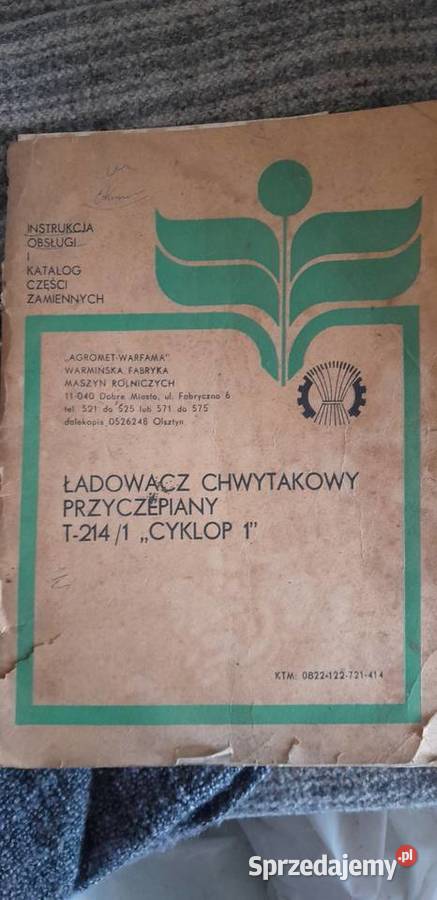 INSTRUKCJA
OBSŁUGI
I
KATALOG
CZĘŚCI
ZAMIENNYCH
„AGROMET-WARFAMA"
WARMIŃSKA FABRYKA
MASZYN ROLNICZYCH
11-040 Dobre Miasto, ul. Fabryczna 6
tel. 521 do 525 lub 571 do 575
dalekopis 0526248 Olsztyn
ŁADOWACZ CHWYTAKOWY
PRZYCZEPIANY
T-214/1 „CYKLOP 1"
KTM: 0822-122-721-414
Sprzedajemy.pl